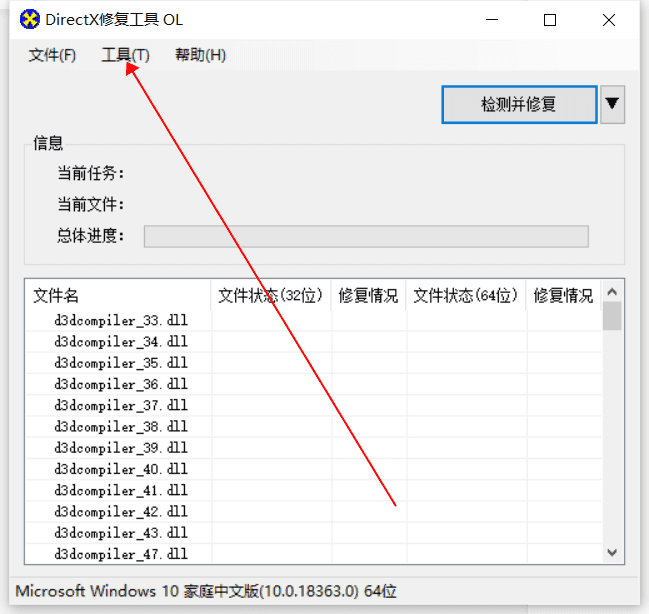 DirectX修复工具 OL
文件(F) 工具(T) 帮助(H)
检测并修复
信息
当前任务：
当前文件：
总体进度：
文件名 文件状态(32位) 修复情况 文件状态(64位) 修复情况
d3dcompiler_33.dll
d3dcompiler_34.dll
d3dcompiler_35.dll
d3dcompiler_36.dll
d3dcompiler_37.dll
d3dcompiler_38.dll
d3dcompiler_39.dll
d3dcompiler_40.dll
d3dcompiler_41.dll
d3dcompiler_42.dll
d3dcompiler_43.dll
d3dcompiler_47.dll
Microsoft Windows 10 家庭中文版(10.0.18363.0) 64位